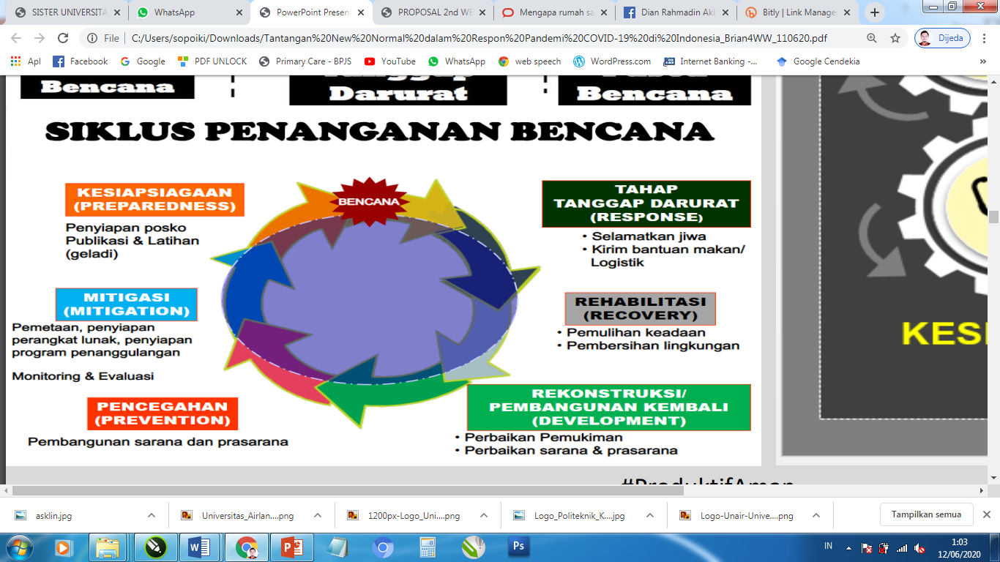 SISTER UNIVERSITA
WhatsApp
PowerPoint Present
PROPOSAL 2nd WE
Mengapa rumah sa
Dian Rahmadin Akb
Bitly | Link Manage
File
C:/Users/sopoiki/Downloads/Tantangan%20New%20Normal%20dalam%20Respon%20Pandemi%20COVID-19%20di%20Indonesia_Brian4WW_110620.pdf
Dijeda
Apl
Facebook
Google
PDF UNLOCK
Primary Care - BPJS
YouTube
WhatsApp
web speech
WordPress.com
Internet Banking -...
Google Cendekia
Bencana
Tanggap
Darurat
Pasca
Bencana
SIKLUS PENANGANAN BENCANA
BENCANA
KESIAPSIAGAAN
(PREPAREDNESS)
Penyiapan posko
Publikasi & Latihan
(geladi)
MITIGASI
(MITIGATION)
Pemetaan, penyiapan
perangkat lunak, penyiapan
program penanggulangan
Monitoring & Evaluasi
PENCEGAHAN
(PREVENTION)
Pembangunan sarana dan prasarana
TAHAP
TANGGAP DARURAT
(RESPONSE)
• Selamatkan jiwa
• Kirim bantuan makan/
Logistik
REHABILITASI
(RECOVERY)
• Pemulihan keadaan
• Pembersihan lingkungan
REKONSTRUKSI/
PEMBANGUNAN KEMBALI
(DEVELOPMENT)
• Perbaikan Pemukiman
• Perbaikan sarana & prasarana
KESI
#ProduktifAman
asklin.jpg
Universitas_Airlan....png
1200px-Logo_Uni....png
Logo_Politeknik_K....jpg
Logo-Unair-Unive....png
Tampilkan semua
IN
1:03
12/06/2020